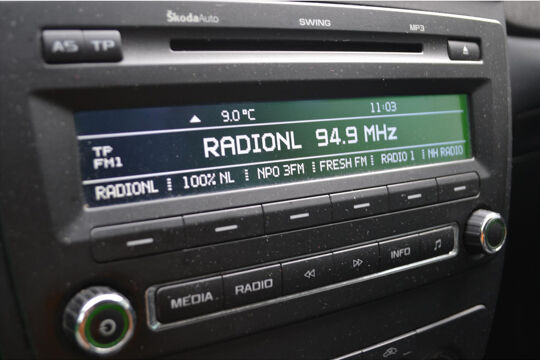 ŠkodaAuto SWING MP3
AS TP
9.0°C 11:03
RADIONL 94.9 MHz
TP
FM1
RADIONL 100% NL NPO 3FM FRESH FM RADIO 1 NH RADIO
MEDIA RADIO INFO